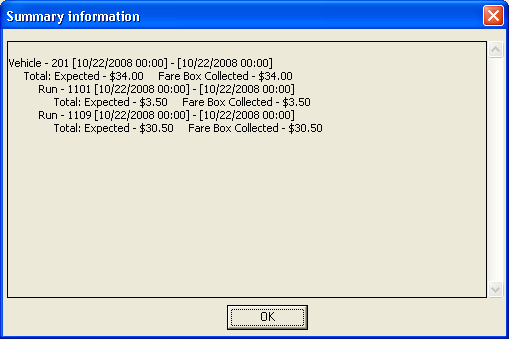 Summary information
Vehicle - 201 [10/22/2008 00:00] - [10/22/2008 00:00]
Total: Expected - $34.00 Fare Box Collected - $34.00
Run - 1101 [10/22/2008 00:00] - [10/22/2008 00:00]
Total: Expected - $3.50 Fare Box Collected - $3.50
Run - 1109 [10/22/2008 00:00] - [10/22/2008 00:00]
Total: Expected - $30.50 Fare Box Collected - $30.50
OK